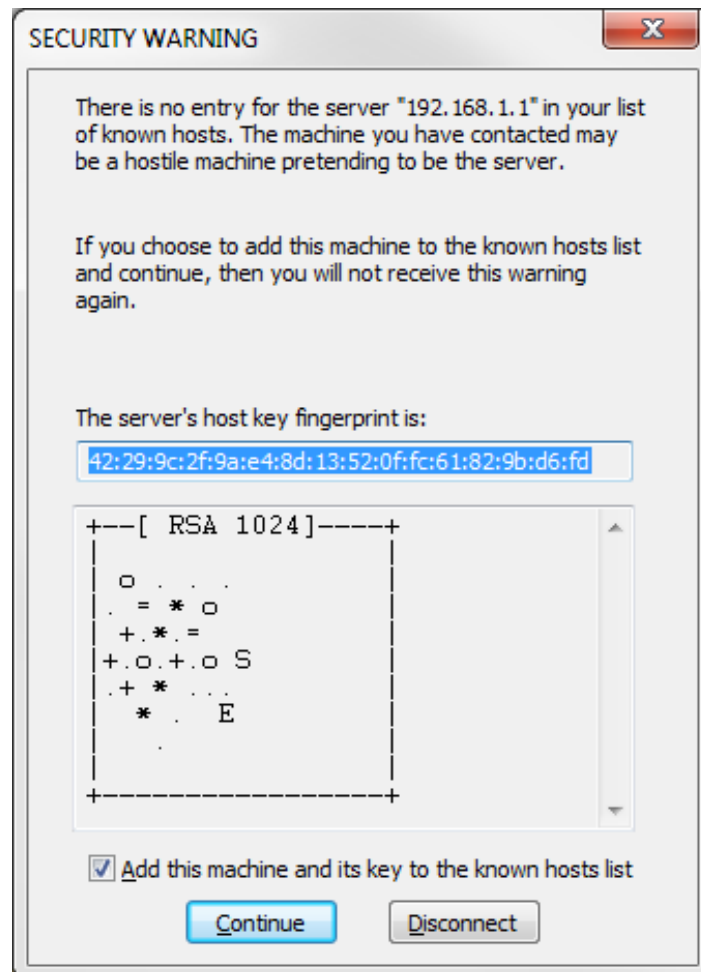 SECURITY WARNING
There is no entry for the server "192.168.1.1" in your list
of known hosts. The machine you have contacted may
be a hostile machine pretending to be the server.
If you choose to add this machine to the known hosts list
and continue, then you will not receive this warning
again.
The server's host key fingerprint is:
42:29:9c:2f:9a:e4:8d:13:52:0f:fc:61:82:9b:d6:fd
+--[ RSA 1024]----+
|                 |
| o . . .         |
|. = * o          |
| +.*.=           |
|+.o.+.o S        |
|.+ * ...         |
|  * .  E         |
|   .             |
|                 |
+-----------------+
Add this machine and its key to the known hosts list
Continue Disconnect